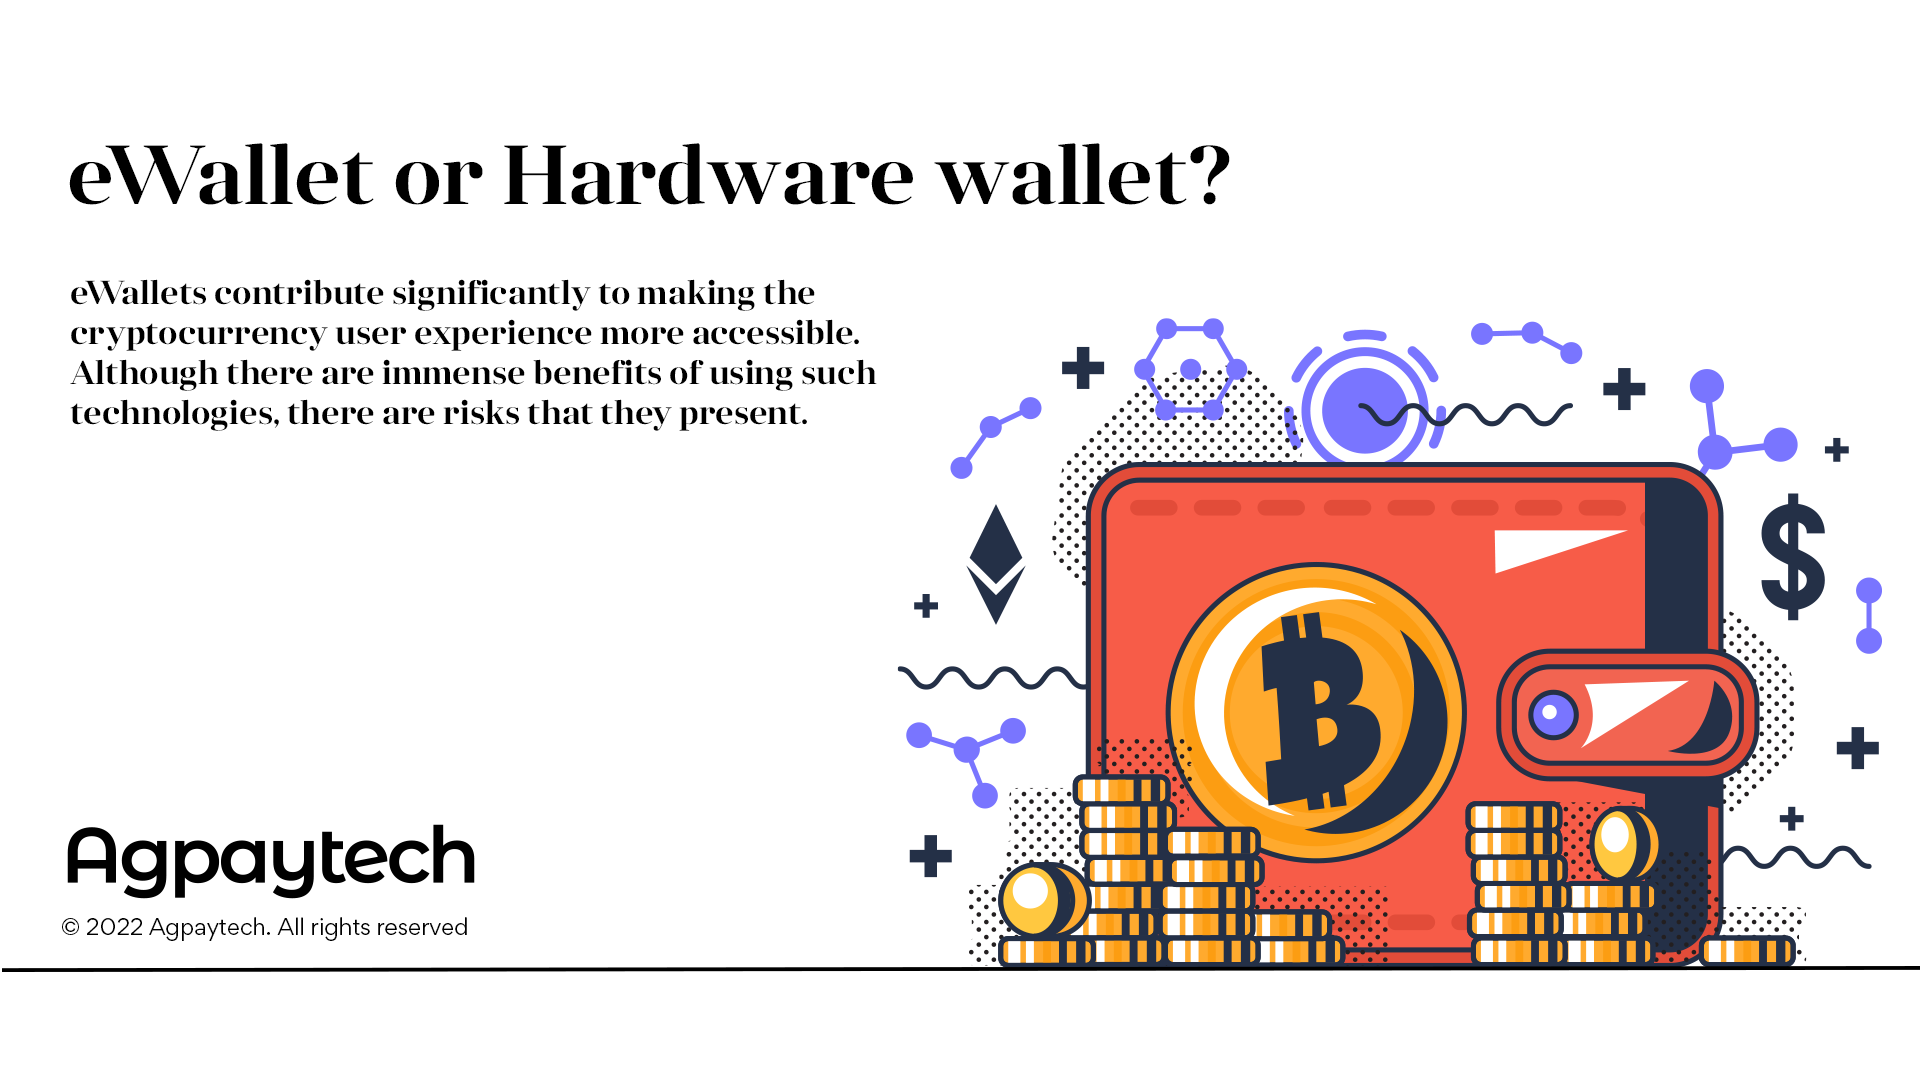 eWallet or Hardware wallet?
eWallets contribute significantly to making the
cryptocurrency user experience more accessible.
Although there are immense benefits of using such
technologies, there are risks that they present.
Agpaytech
© 2022 Agpaytech. All rights reserved